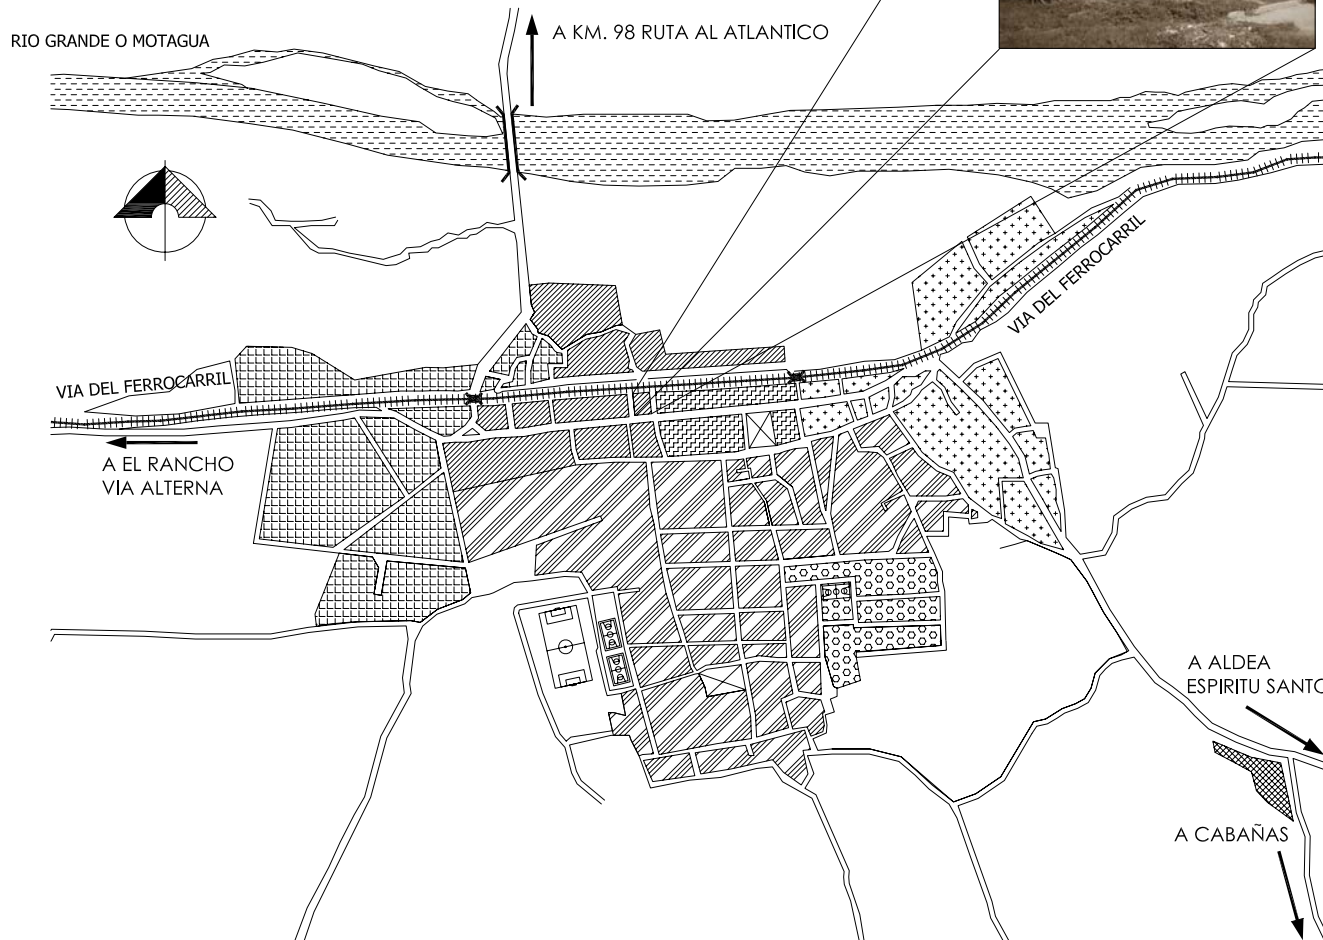 RIO GRANDE O MOTAGUA
A KM. 98 RUTA AL ATLANTICO
VIA DEL FERROCARRIL
VIA DEL FERROCARRIL
A EL RANCHO
VIA ALTERNA
A ALDEA
ESPIRITU SANTO
A CABAÑAS